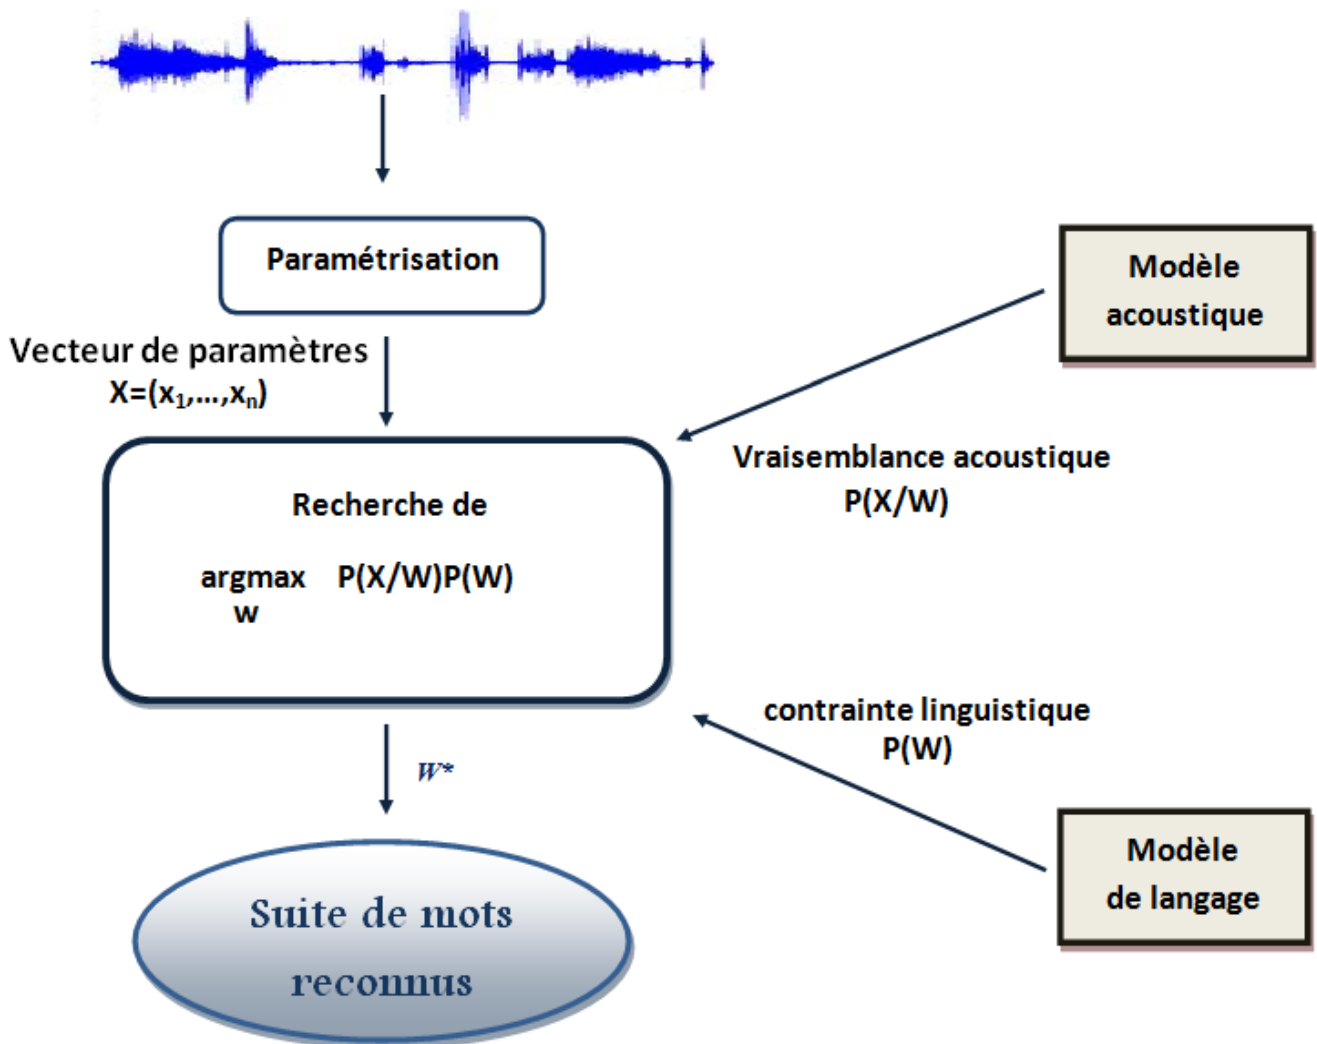 Paramétrisation
Modèle
acoustique
Vecteur de paramètres
X=(x₁,...,xₙ)
Vraisemblance acoustique
P(X/W)
Recherche de
argmax P(X/W)P(W)
w
contrainte linguistique
P(W)
W*
Modèle
de langage
Suite de mots
reconnus